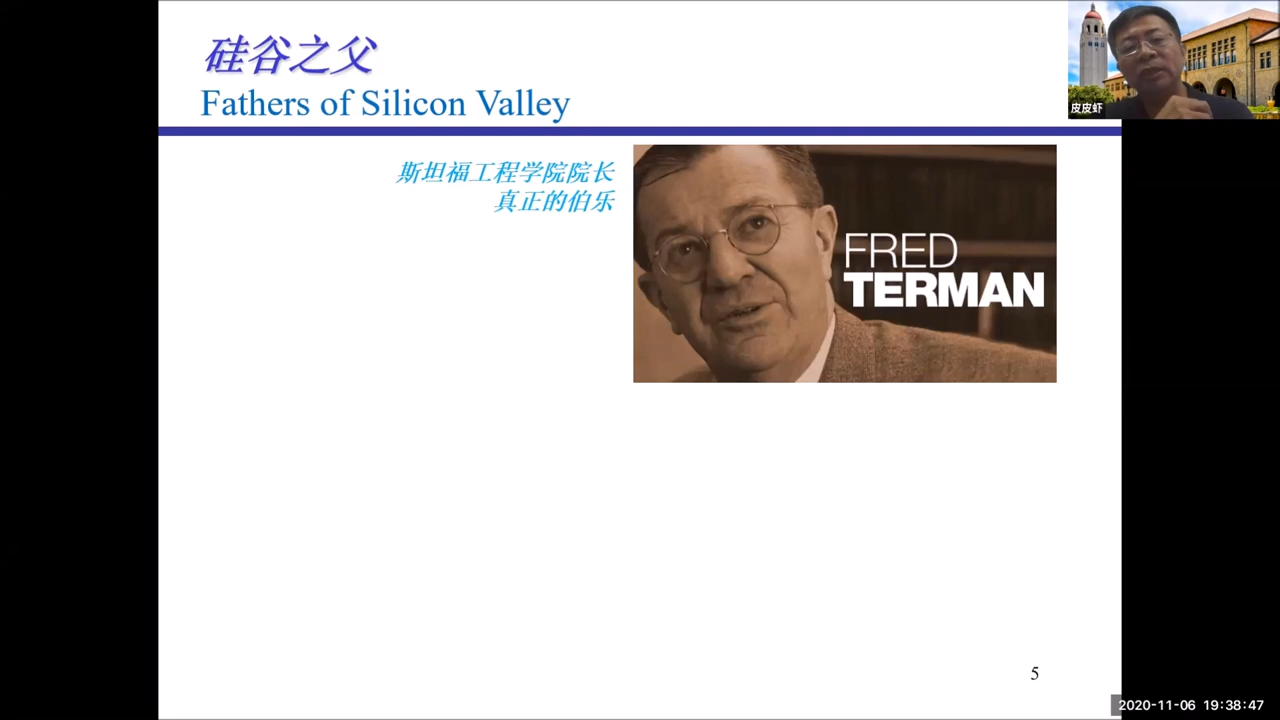 硅谷之父
Fathers of Silicon Valley
皮皮虾
斯坦福工程学院院长
真正的伯乐
FRED
TERMAN
5
2020-11-06 19:38:47